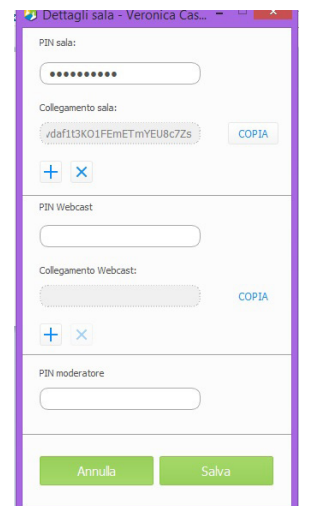 Dettagli sala - Veronica Cas...
PIN sala:
••••••••••
Collegamento sala:
vdaf1t3KO1FEmETmYEU8c7Zs
COPIA
PIN Webcast
Collegamento Webcast:
COPIA
PIN moderatore
Annulla
Salva